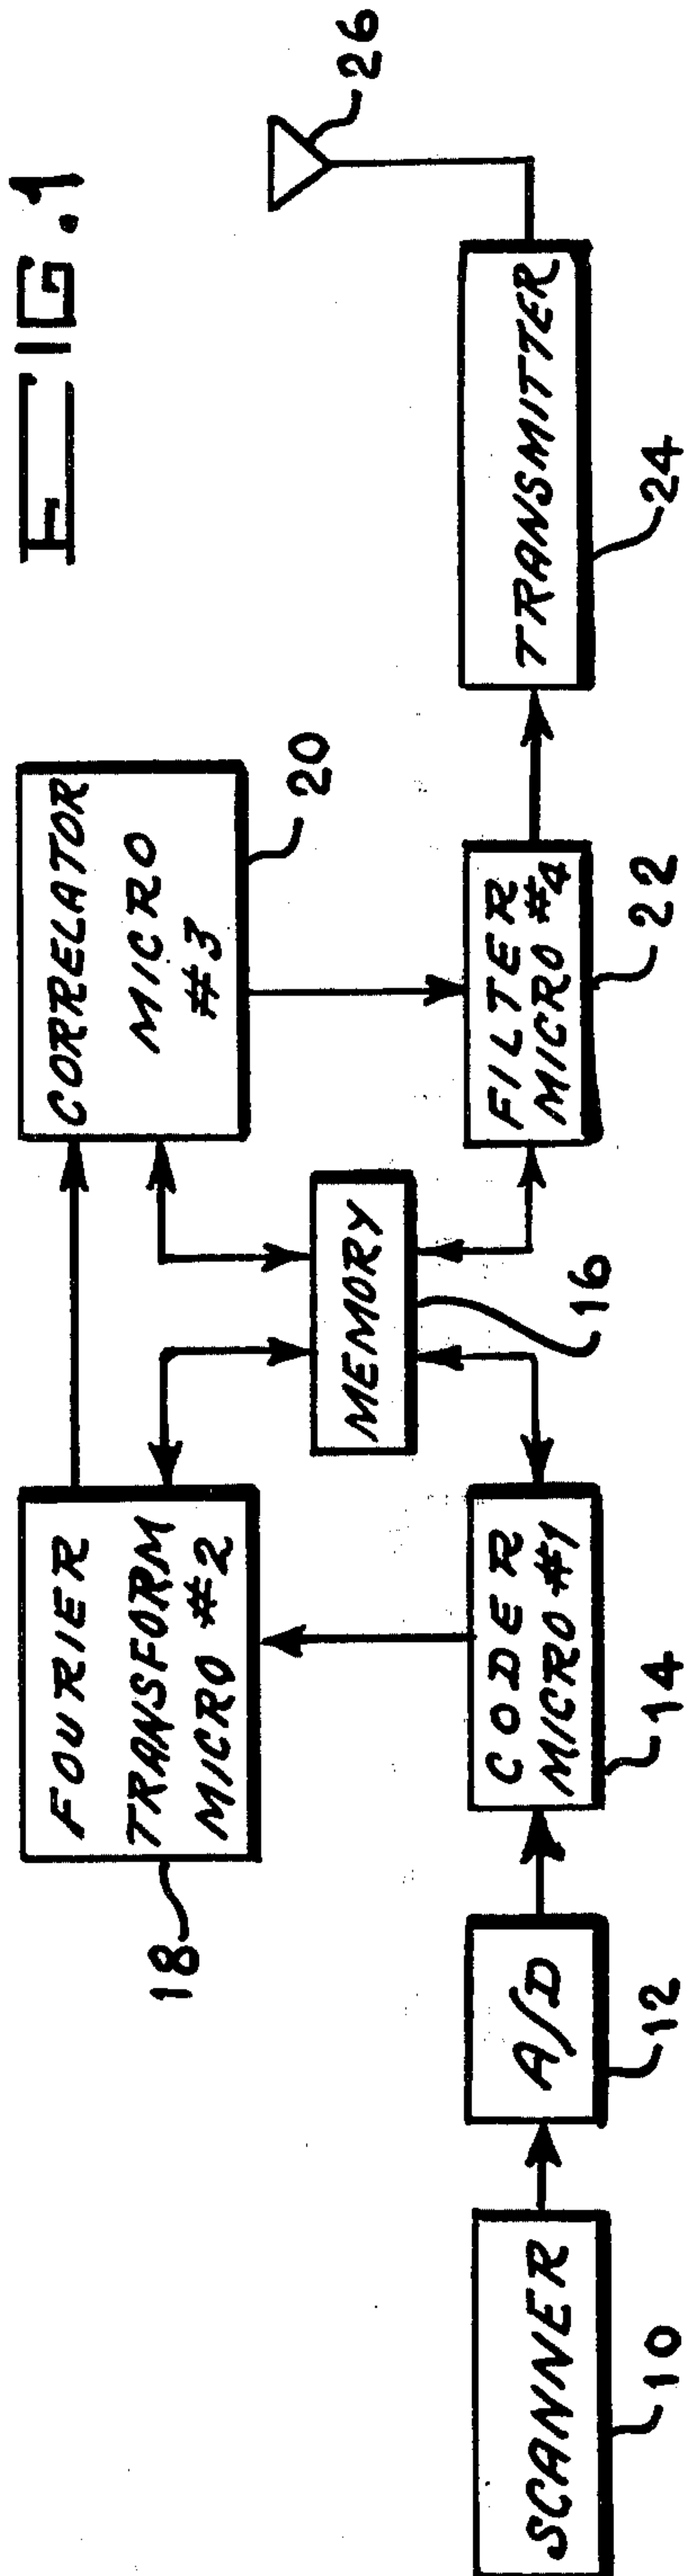 FIG.1
FOURIER
TRANSFORM
MICRO #2
18
CORRELATOR
MICRO
#3
20
26
MEMORY
16
SCANNER
10
A/D
12
CODER
MICRO #1
14
FILTER
MICRO #4
22
TRANSMITTER
24